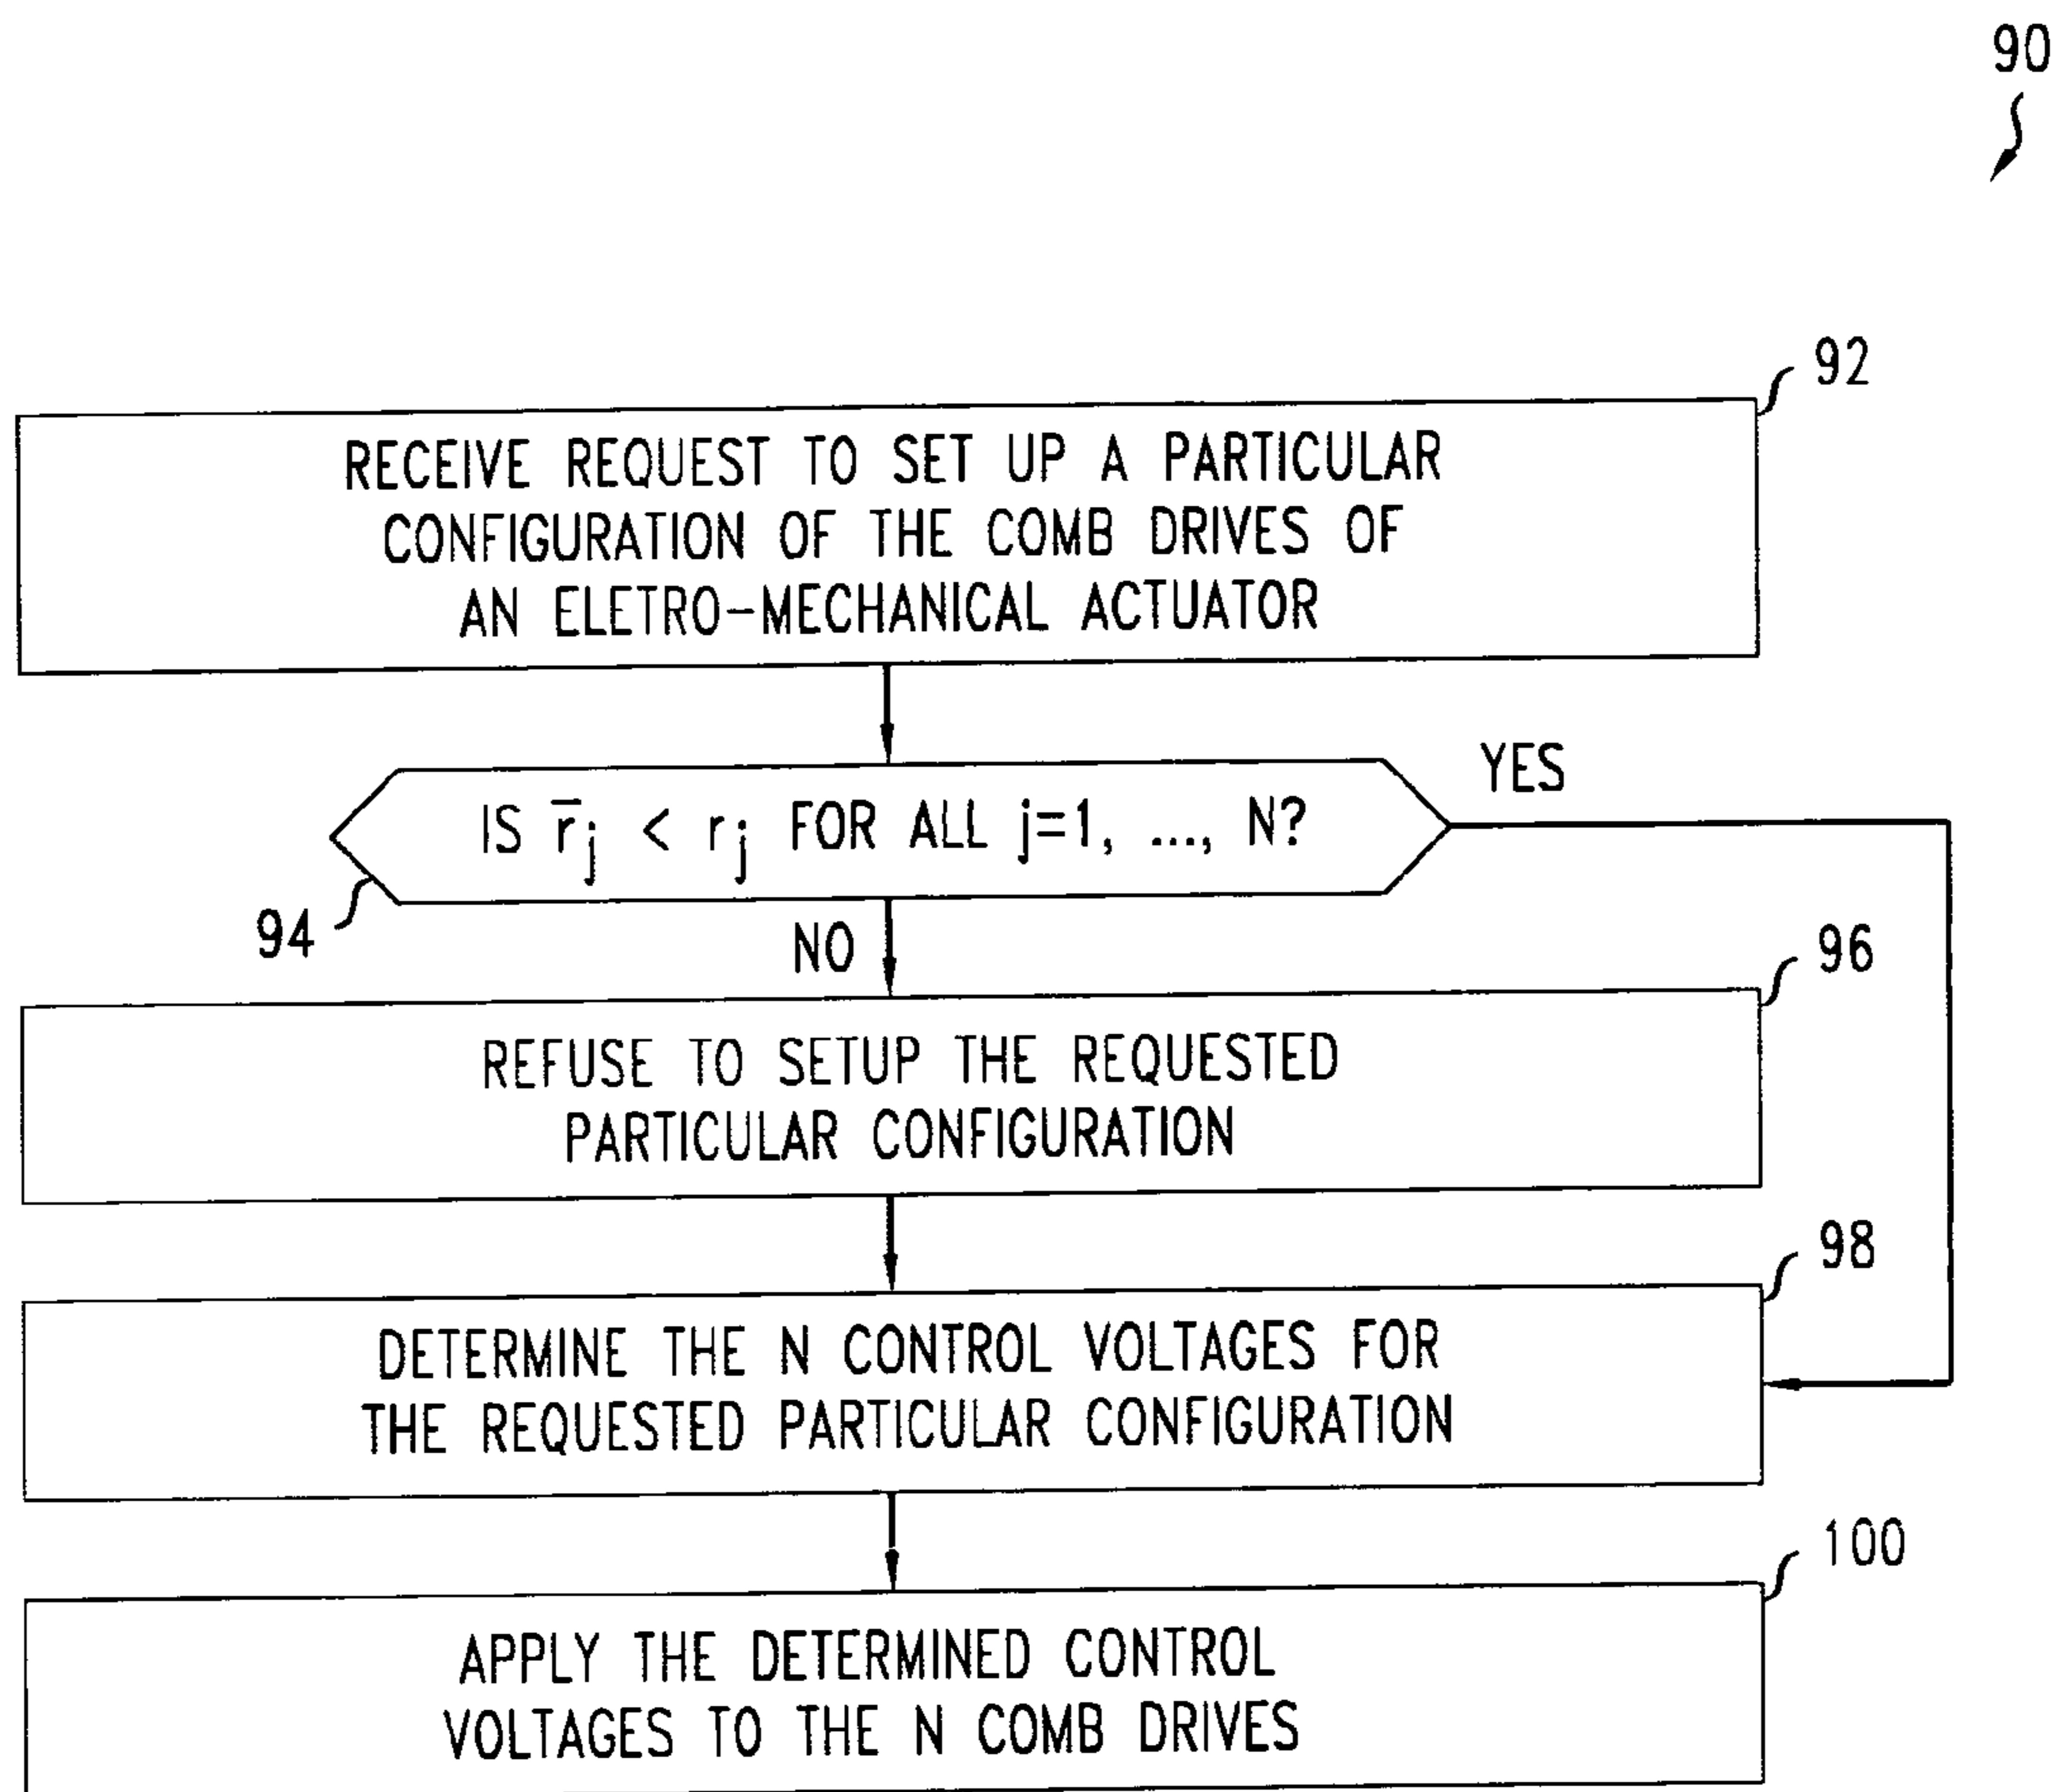 90
92
RECEIVE REQUEST TO SET UP A PARTICULAR
CONFIGURATION OF THE COMB DRIVES OF
AN ELETRO-MECHANICAL ACTUATOR
YES
IS r̅j < rj FOR ALL j=1, ..., N?
94
NO
96
REFUSE TO SETUP THE REQUESTED
PARTICULAR CONFIGURATION
98
DETERMINE THE N CONTROL VOLTAGES FOR
THE REQUESTED PARTICULAR CONFIGURATION
100
APPLY THE DETERMINED CONTROL
VOLTAGES TO THE N COMB DRIVES